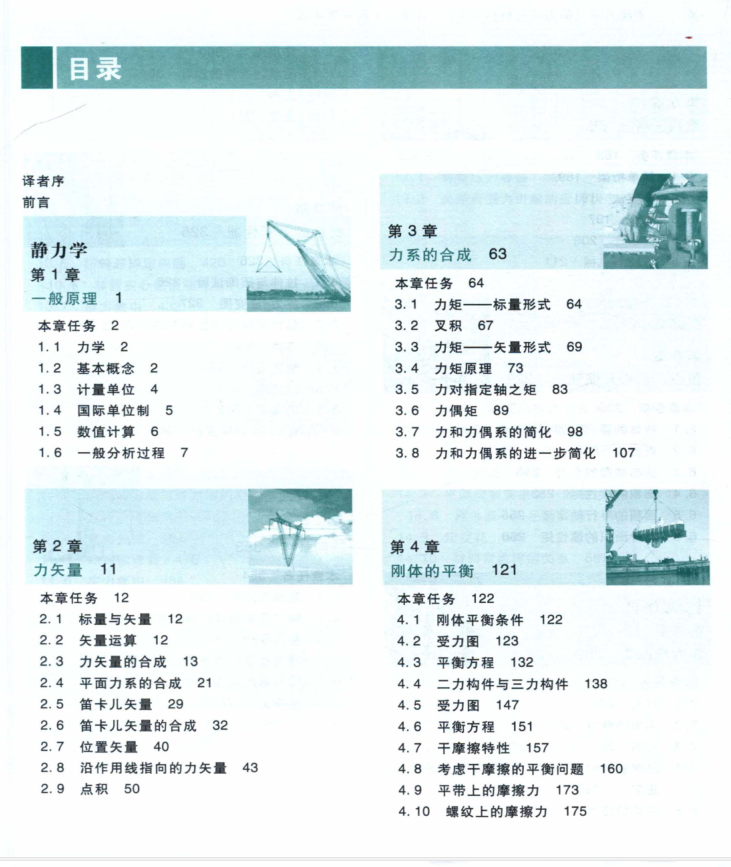 目录
译者序
前言
静力学
第 1 章
一般原理 1
本章任务 2
1.1 力学 2
1.2 基本概念 2
1.3 计量单位 4
1.4 国际单位制 5
1.5 数值计算 6
1.6 一般分析过程 7
第 2 章
力矢量 11
本章任务 12
2.1 标量与矢量 12
2.2 矢量运算 12
2.3 力矢量的合成 13
2.4 平面力系的合成 21
2.5 笛卡儿矢量 29
2.6 笛卡儿矢量的合成 32
2.7 位置矢量 40
2.8 沿作用线指向的力矢量 43
2.9 点积 50
第 3 章
力系的合成 63
本章任务 64
3.1 力矩——标量形式 64
3.2 叉积 67
3.3 力矩——矢量形式 69
3.4 力矩原理 73
3.5 力对指定轴之矩 83
3.6 力偶矩 89
3.7 力和力偶系的简化 98
3.8 力和力偶系的进一步简化 107
第 4 章
刚体的平衡 121
本章任务 122
4.1 刚体平衡条件 122
4.2 受力图 123
4.3 平衡方程 132
4.4 二力构件与三力构件 138
4.5 受力图 147
4.6 平衡方程 151
4.7 干摩擦特性 157
4.8 考虑干摩擦的平衡问题 160
4.9 平带上的摩擦力 173
4.10 螺纹上的摩擦力 175